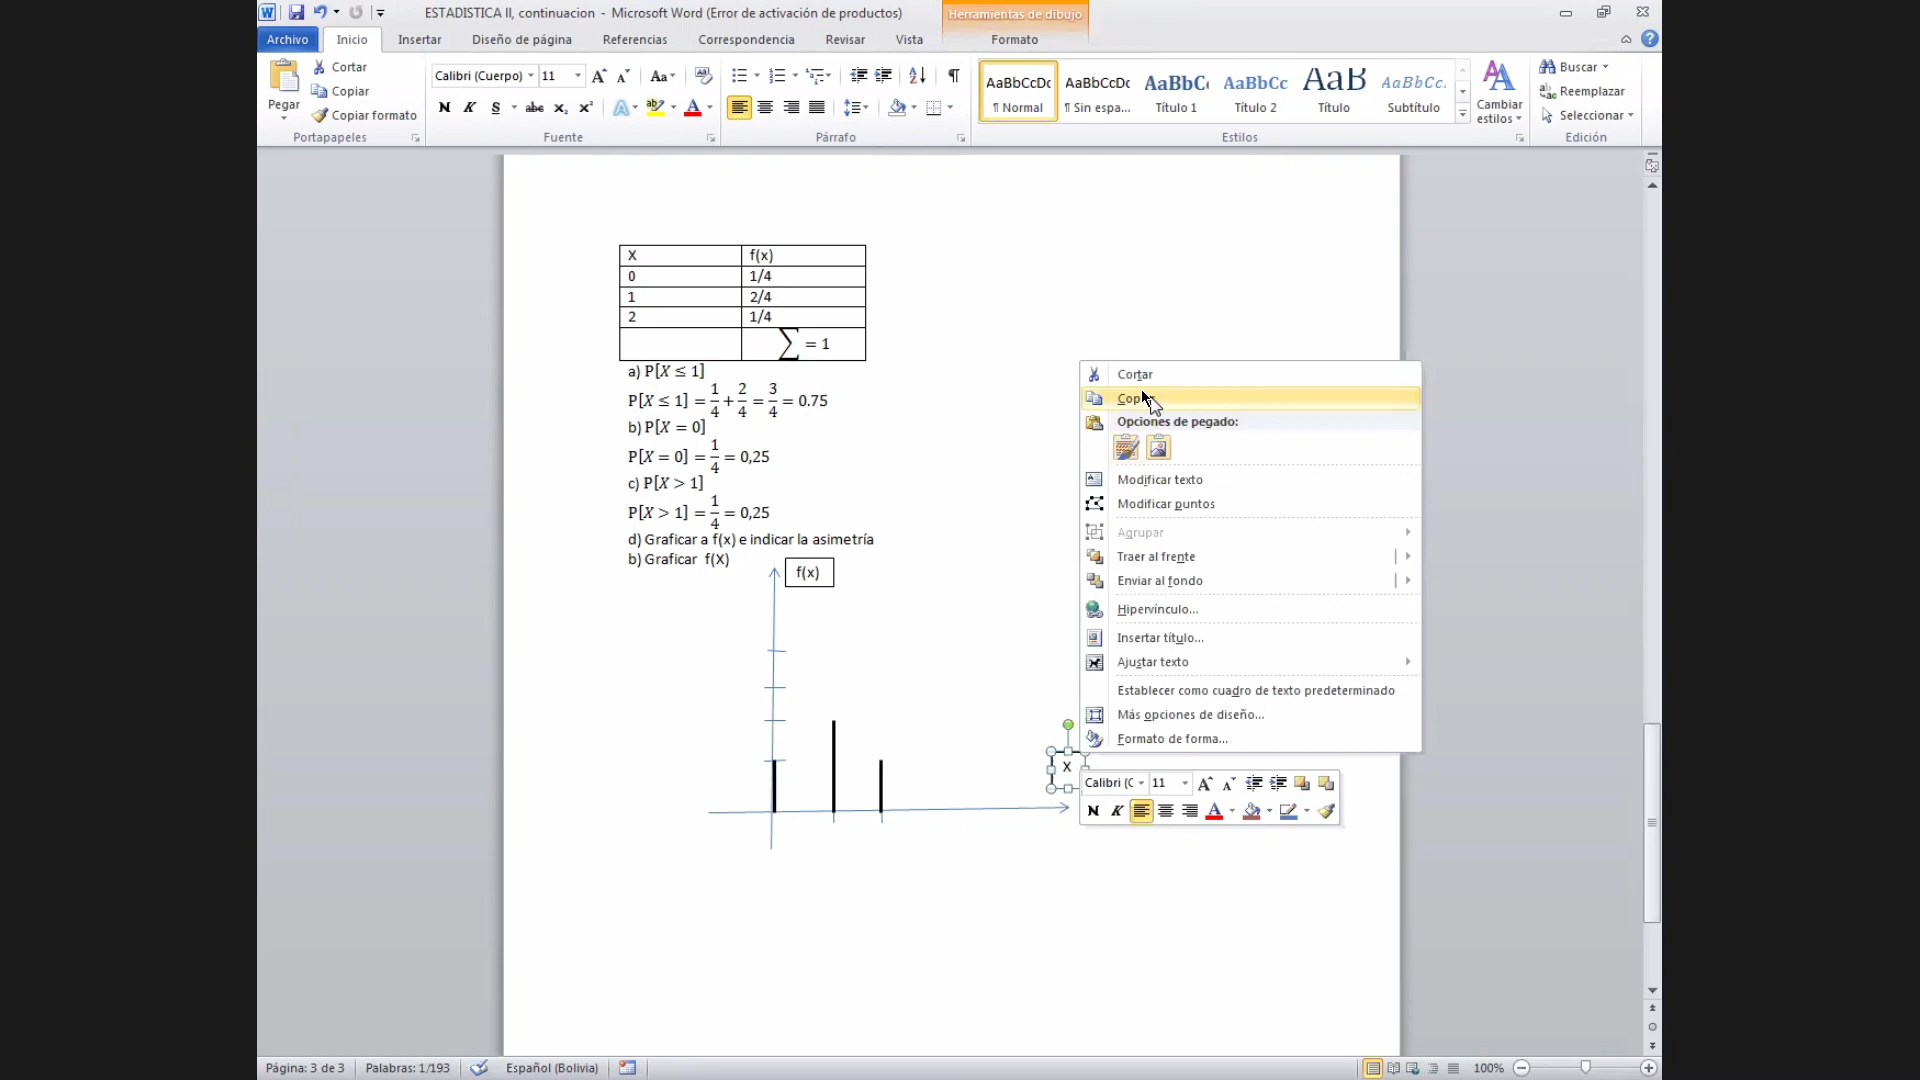 ESTADISTICA II, continuacion - Microsoft Word (Error de activación de productos)
Herramientas de dibujo
Archivo Inicio Insertar Diseño de página Referencias Correspondencia Revisar Vista Formato
Pegar
Cortar
Copiar
Copiar formato
Portapapeles
Calibri (Cuerpo) 11
Fuente
Párrafo
AaBbCcDc
¶ Normal
AaBbCcDc
¶ Sin espa...
AaBbC
Título 1
AaBbCc
Título 2
AaB
Título
AaBbCc.
Subtítulo
Cambiar estilos
Estilos
Buscar
Reemplazar
Seleccionar
Edición
X f(x)
0 1/4
1 2/4
2 1/4
∑ = 1
a) P[X ≤ 1]
P[X ≤ 1] = 1/4 + 2/4 = 3/4 = 0.75
b) P[X = 0]
P[X = 0] = 1/4 = 0,25
c) P[X > 1]
P[X > 1] = 1/4 = 0,25
d) Graficar a f(x) e indicar la asimetría
b) Graficar f(X)
f(x)
X
Cortar
Opciones de pegado:
Modificar texto
Modificar puntos
Agrupar
Traer al frente
Enviar al fondo
Hipervínculo...
Insertar título...
Ajustar texto
Establecer como cuadro de texto predeterminado
Más opciones de diseño...
Formato de forma...
Calibri (C 11
N K
Página: 3 de 3 Palabras: 1/193 Español (Bolivia) 100%